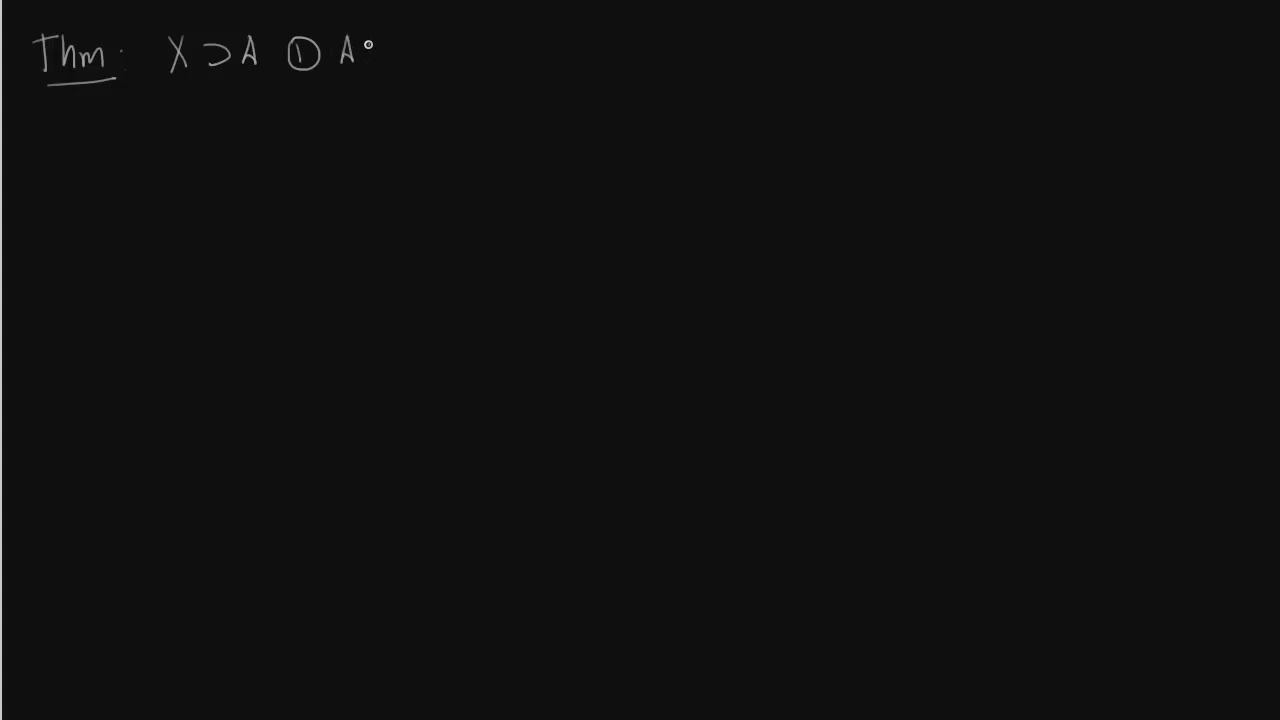 Thm: X ⊃ A ① A